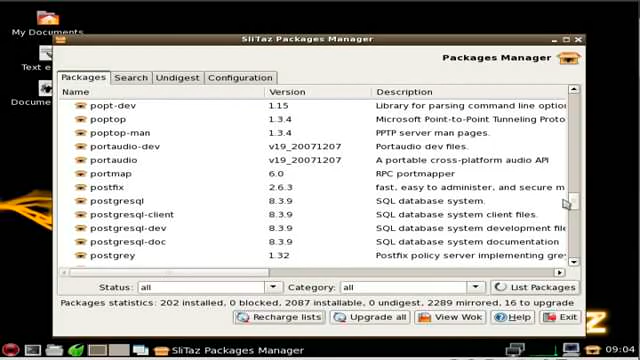 My Documents
SliTaz Packages Manager
Packages Manager
Text e
Packages Search Undigest Configuration
Docum
Name Version Description
popt-dev 1.15 Library for parsing command line optio
poptop 1.3.4 Microsoft Point-to-Point Tunneling Proto
poptop-man 1.3.4 PPTP server man pages.
portaudio-dev v19_20071207 Portaudio dev files.
portaudio v19_20071207 A portable cross-platform audio API
portmap 6.0 RPC portmapper
postfix 2.6.3 fast, easy to administer, and secure m
postgresql 8.3.9 SQL database system.
postgresql-client 8.3.9 SQL database system client files.
postgresql-dev 8.3.9 SQL database system development file
postgresql-doc 8.3.9 SQL database system documentation
postgrey 1.32 Postfix policy server implementing grey
Status: all Category: all List Packages
Packages statistics: 202 installed, 0 blocked, 2087 installable, 0 undigest, 2289 mirrored, 16 to upgrade
Recharge lists Upgrade all View Wok Help Exit
SliTaz Packages Manager 09:04